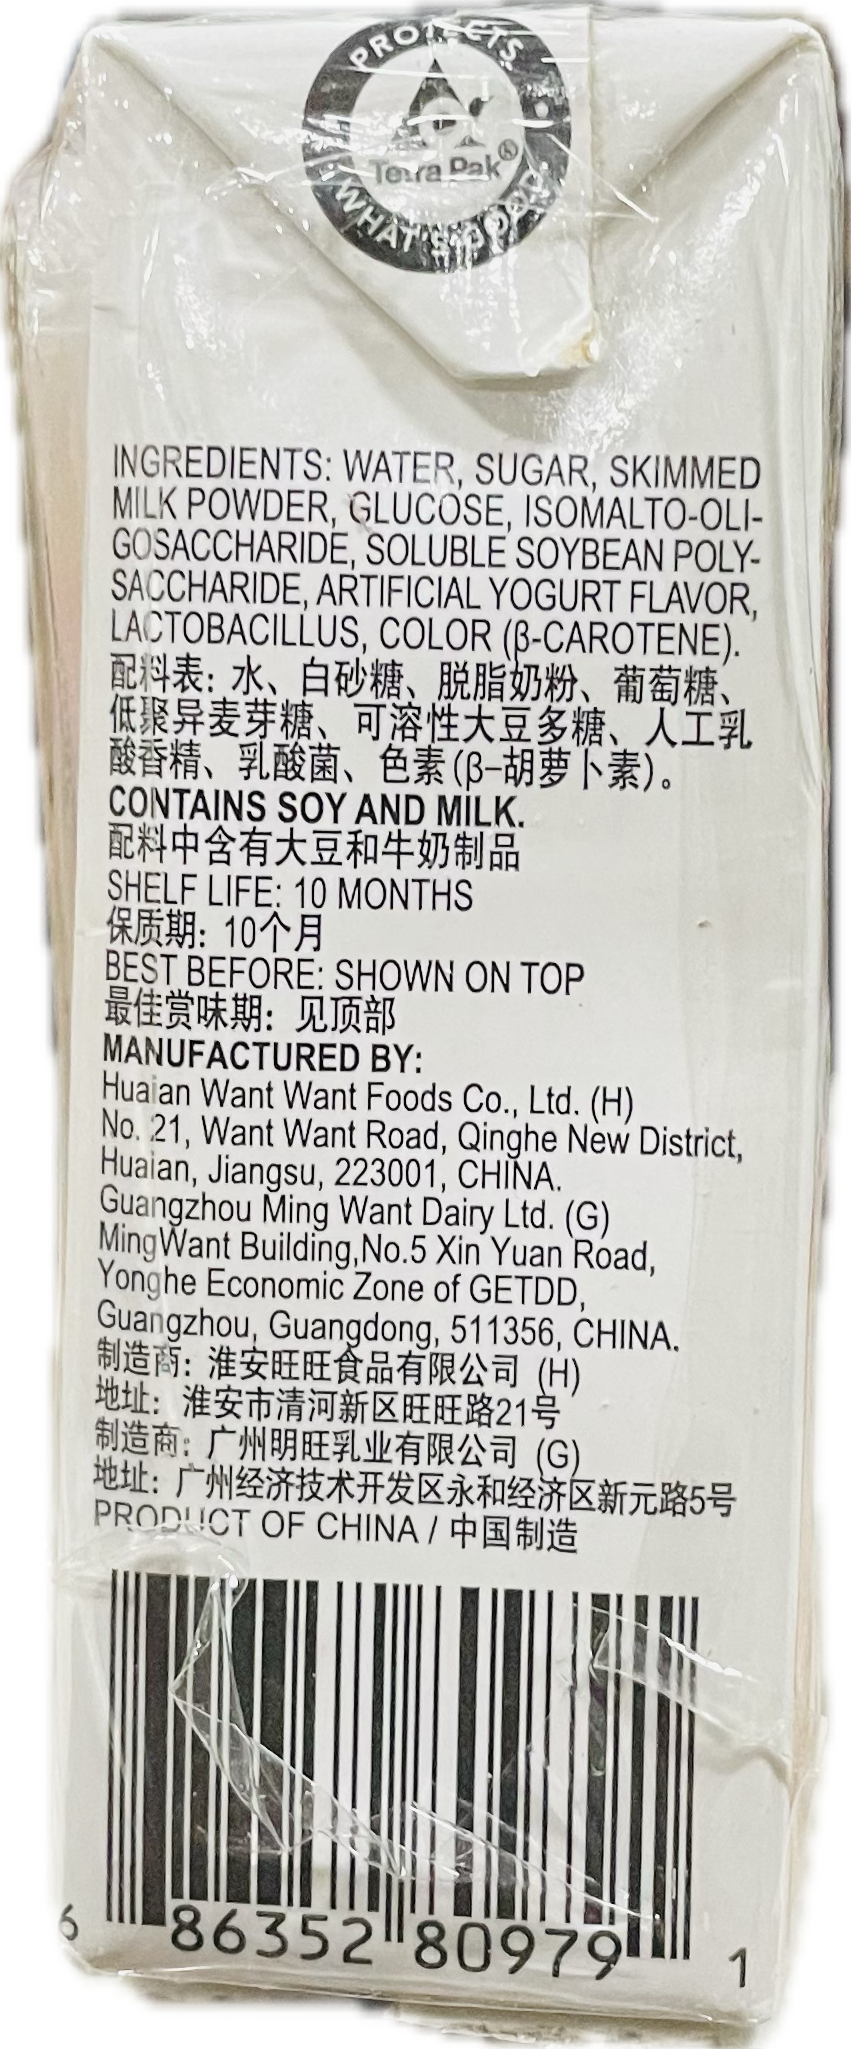 PROTECTS
Tetra Pak®
WHAT'S GOOD
INGREDIENTS: WATER, SUGAR, SKIMMED
MILK POWDER, GLUCOSE, ISOMALTO-OLI-
GOSACCHARIDE, SOLUBLE SOYBEAN POLY-
SACCHARIDE, ARTIFICIAL YOGURT FLAVOR,
LACTOBACILLUS, COLOR (β-CAROTENE).
配料表: 水、白砂糖、脱脂奶粉、葡萄糖、
低聚异麦芽糖、可溶性大豆多糖、人工乳
酸香精、乳酸菌、色素(β-胡萝卜素)。
CONTAINS SOY AND MILK.
配料中含有大豆和牛奶制品
SHELF LIFE: 10 MONTHS
保质期: 10个月
BEST BEFORE: SHOWN ON TOP
最佳赏味期: 见顶部
MANUFACTURED BY:
Huaian Want Want Foods Co., Ltd. (H)
No. 21, Want Want Road, Qinghe New District,
Huaian, Jiangsu, 223001, CHINA.
Guangzhou Ming Want Dairy Ltd. (G)
MingWant Building,No.5 Xin Yuan Road,
Yonghe Economic Zone of GETDD,
Guangzhou, Guangdong, 511356, CHINA.
制造商: 淮安旺旺食品有限公司 (H)
地址: 淮安市清河新区旺旺路21号
制造商: 广州明旺乳业有限公司 (G)
地址: 广州经济技术开发区永和经济区新元路5号
PRODUCT OF CHINA / 中国制造
6 86352 80979 1